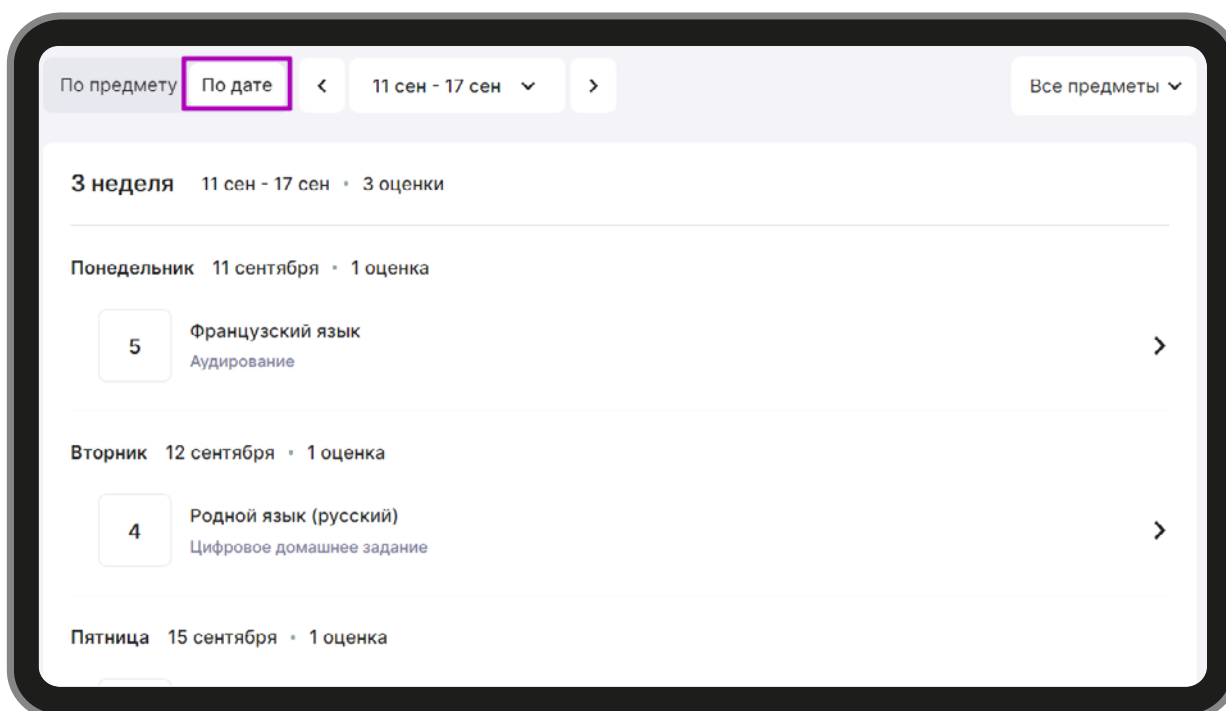 По предмету По дате 11 сен - 17 сен Все предметы
3 неделя 11 сен - 17 сен • 3 оценки
Понедельник 11 сентября • 1 оценка
5
Французский язык
Аудирование
Вторник 12 сентября • 1 оценка
4
Родной язык (русский)
Цифровое домашнее задание
Пятница 15 сентября • 1 оценка